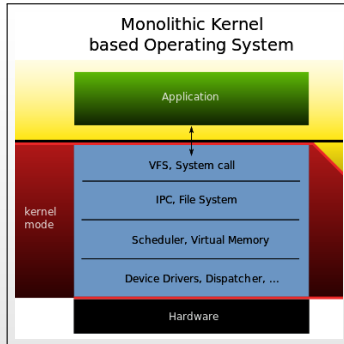 Monolithic Kernel
based Operating System
Application
VFS, System call
IPC, File System
kernel
mode
Scheduler, Virtual Memory
Device Drivers, Dispatcher, ...
Hardware